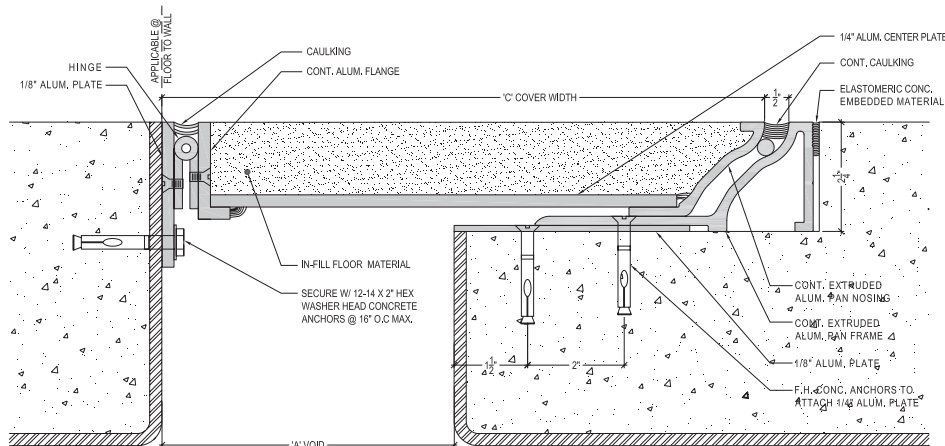 APPLICABLE @
FLOOR TO WALL
HINGE
1/8" ALUM. PLATE
CAULKING
CONT. ALUM. FLANGE
'C' COVER WIDTH
1/2"
1/4" ALUM. CENTER PLATE
CONT. CAULKING
ELASTOMERIC CONC.
EMBEDDED MATERIAL
2 1/4"
IN-FILL FLOOR MATERIAL
SECURE W/ 12-14 X 2" HEX
WASHER HEAD CONCRETE
ANCHORS @ 16" O.C MAX.
CONT. EXTRUDED
ALUM. PAN NOSING
CONT. EXTRUDED
ALUM. PAN FRAME
1/8" ALUM. PLATE
F.H. CONC. ANCHORS TO
ATTACH 1/4" ALUM. PLATE
1 1/2"
2"
'A' VOID